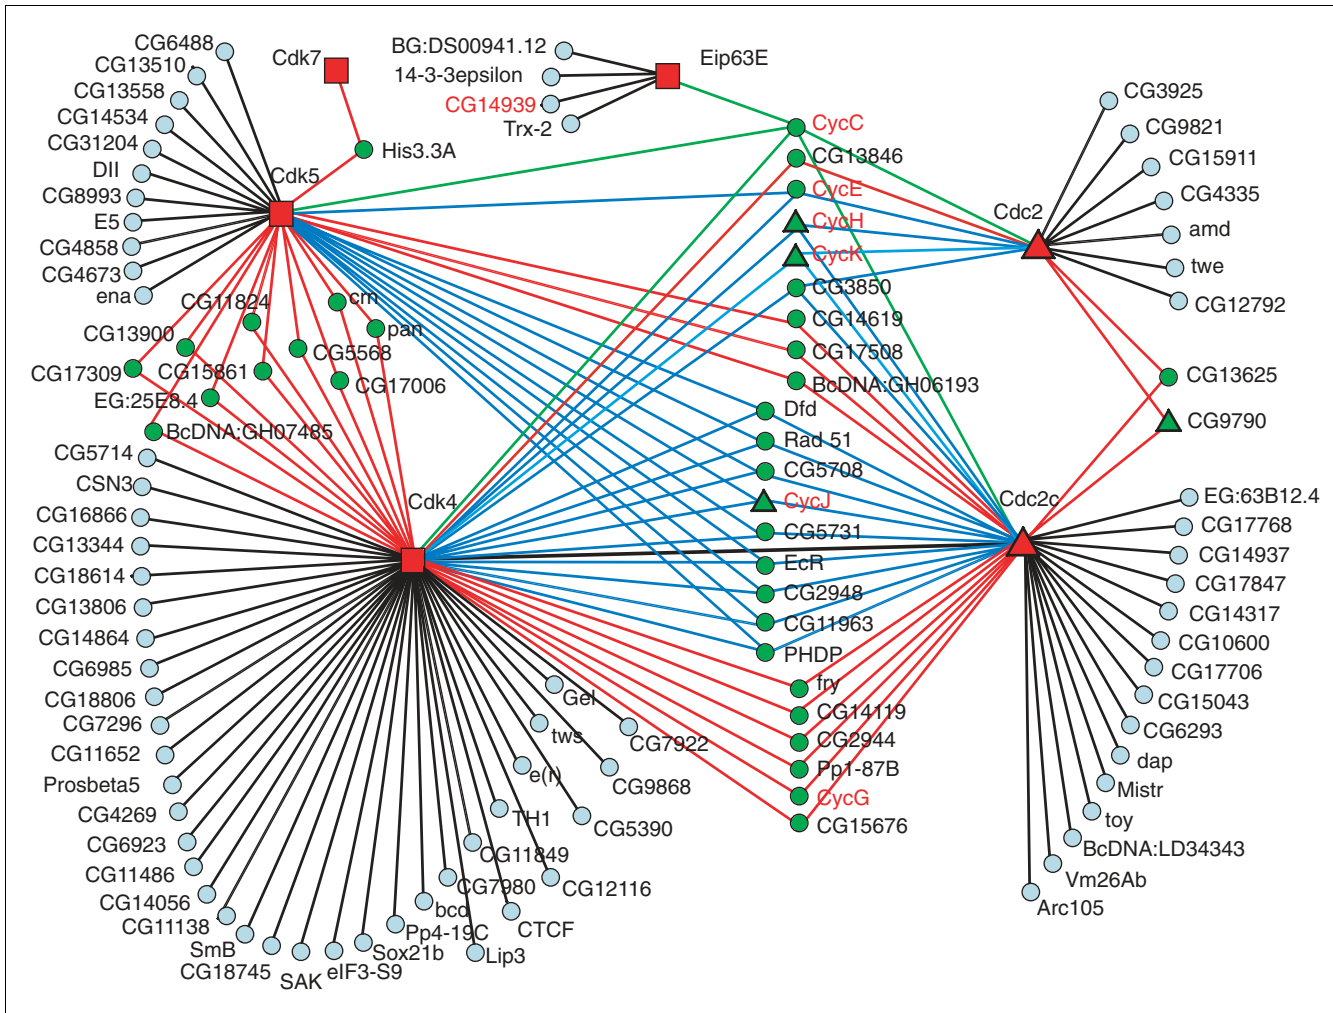 CG6488
CG13510
CG13558
CG14534
CG31204
DII
CG8993
E5
CG4858
CG4673
ena
Cdk7
His3.3A
Cdk5
BG:DS00941.12
14-3-3epsilon
CG14939
Trx-2
Eip63E
CycC
CG13846
CycE
CycH
CycK
CG3850
CG14619
CG17508
BcDNA:GH06193
Dfd
Rad 51
CG5708
CycJ
CG5731
EcR
CG2948
CG11963
PHDP
fry
CG14119
CG2944
Pp1-87B
CycG
CG15676
Cdc2
CG3925
CG9821
CG15911
CG4335
amd
twe
CG12792
CG13625
CG9790
Cdc2c
EG:63B12.4
CG17768
CG14937
CG17847
CG14317
CG10600
CG17706
CG15043
CG6293
dap
Mistr
toy
BcDNA:LD34343
Vm26Ab
Arc105
CG11824
crn
pan
CG13900
CG5568
CG17309
CG15861
CG17006
EG:25E8.4
BcDNA:GH07485
Cdk4
CG5714
CSN3
CG16866
CG13344
CG18614
CG13806
CG14864
CG6985
CG18806
CG7296
CG11652
Prosbeta5
CG4269
CG6923
CG11486
CG14056
CG11138
SmB
CG18745
SAK
eIF3-S9
Sox21b
Pp4-19C
bcd
Lip3
CG7980
CTCF
CG11849
CG12116
TH1
CG5390
e(r)
CG9868
tws
CG7922
Gel